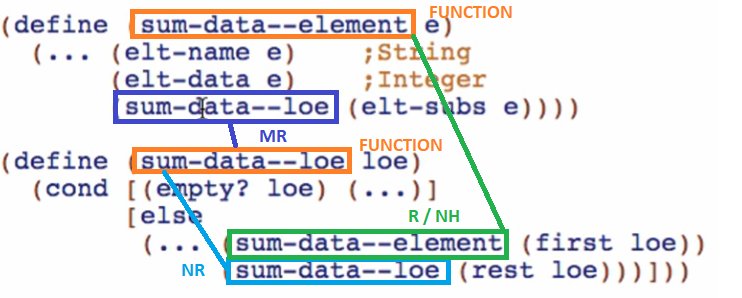 FUNCTION
(define (sum-data--element e)
(... (elt-name e) ;String
(elt-data e) ;Integer
(sum-data--loe (elt-subs e))))
MR
FUNCTION
(define (sum-data--loe loe)
(cond [(empty? loe) (...)]
[else
R / NH
(... (sum-data--element (first loe))
NR
(sum-data--loe (rest loe)))]))